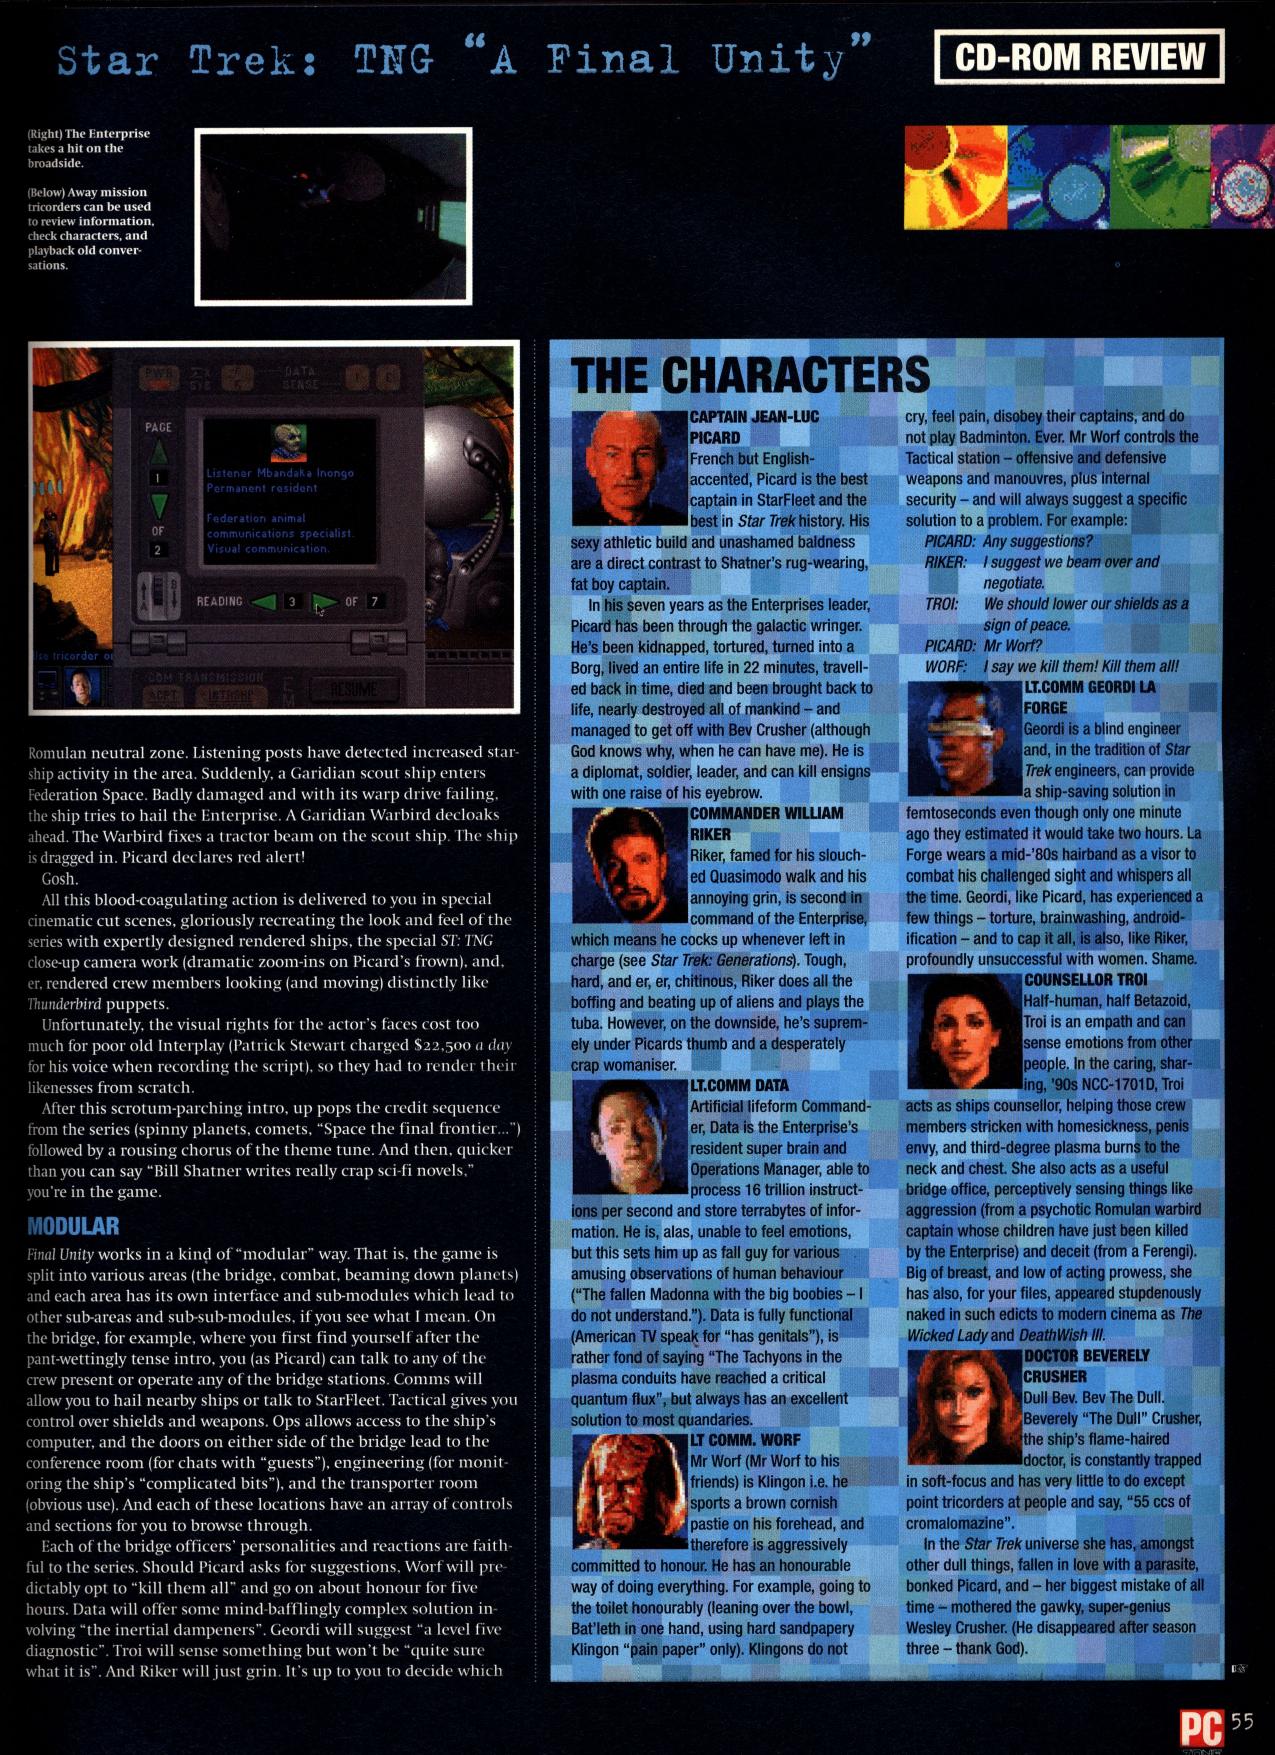 Star Trek: TNG “A Final Unity”
CD-ROM REVIEW
(Right) The Enterprise
takes a hit on the
broadside.
(Below) Away mission
tricorders can be used
to review information,
check characters, and
playback old conver-
sations.
PWR
DATA
SENSE
PAGE
1
OF
2
Listener Mbandaka Inongo
Permanent resident
Federation animal
communications specialist.
Visual communication.
READING 3 OF 7
Use tricorder on
COM TRANSMISSION
RESUME
Romulan neutral zone. Listening posts have detected increased star-
ship activity in the area. Suddenly, a Garidian scout ship enters
Federation Space. Badly damaged and with its warp drive failing,
the ship tries to hail the Enterprise. A Garidian Warbird decloaks
ahead. The Warbird fixes a tractor beam on the scout ship. The ship
is dragged in. Picard declares red alert!
Gosh.
All this blood-coagulating action is delivered to you in special
cinematic cut scenes, gloriously recreating the look and feel of the
series with expertly designed rendered ships, the special ST: TNG
close-up camera work (dramatic zoom-ins on Picard's frown), and,
er, rendered crew members looking (and moving) distinctly like
Thunderbird puppets.
Unfortunately, the visual rights for the actor's faces cost too
much for poor old Interplay (Patrick Stewart charged $22,500 a day
for his voice when recording the script), so they had to render their
likenesses from scratch.
After this scrotum-parching intro, up pops the credit sequence
from the series (spinny planets, comets, “Space the final frontier...”)
followed by a rousing chorus of the theme tune. And then, quicker
than you can say “Bill Shatner writes really crap sci-fi novels,”
you're in the game.
MODULAR
Final Unity works in a kind of “modular” way. That is, the game is
split into various areas (the bridge, combat, beaming down planets)
and each area has its own interface and sub-modules which lead to
other sub-areas and sub-sub-modules, if you see what I mean. On
the bridge, for example, where you first find yourself after the
pant-wettingly tense intro, you (as Picard) can talk to any of the
crew present or operate any of the bridge stations. Comms will
allow you to hail nearby ships or talk to StarFleet. Tactical gives you
control over shields and weapons. Ops allows access to the ship's
computer, and the doors on either side of the bridge lead to the
conference room (for chats with “guests”), engineering (for monit-
oring the ship's “complicated bits”), and the transporter room
(obvious use). And each of these locations have an array of controls
and sections for you to browse through.
Each of the bridge officers' personalities and reactions are faith-
ful to the series. Should Picard asks for suggestions, Worf will pre-
dictably opt to “kill them all” and go on about honour for five
hours. Data will offer some mind-bafflingly complex solution in-
volving “the inertial dampeners”. Geordi will suggest “a level five
diagnostic”. Troi will sense something but won't be “quite sure
what it is”. And Riker will just grin. It's up to you to decide which
THE CHARACTERS
CAPTAIN JEAN-LUC
PICARD
French but English-
accented, Picard is the best
captain in StarFleet and the
best in Star Trek history. His
sexy athletic build and unashamed baldness
are a direct contrast to Shatner's rug-wearing,
fat boy captain.
In his seven years as the Enterprises leader,
Picard has been through the galactic wringer.
He's been kidnapped, tortured, turned into a
Borg, lived an entire life in 22 minutes, travell-
ed back in time, died and been brought back to
life, nearly destroyed all of mankind – and
managed to get off with Bev Crusher (although
God knows why, when he can have me). He is
a diplomat, soldier, leader, and can kill ensigns
with one raise of his eyebrow.
COMMANDER WILLIAM
RIKER
Riker, famed for his slouch-
ed Quasimodo walk and his
annoying grin, is second in
command of the Enterprise,
which means he cocks up whenever left in
charge (see Star Trek: Generations). Tough,
hard, and er, er, chitinous, Riker does all the
boffing and beating up of aliens and plays the
tuba. However, on the downside, he's suprem-
ely under Picards thumb and a desperately
crap womaniser.
LT.COMM DATA
Artificial lifeform Command-
er, Data is the Enterprise's
resident super brain and
Operations Manager, able to
process 16 trillion instruct-
ions per second and store terrabytes of infor-
mation. He is, alas, unable to feel emotions,
but this sets him up as fall guy for various
amusing observations of human behaviour
(“The fallen Madonna with the big boobies – I
do not understand.”). Data is fully functional
(American TV speak for “has genitals”), is
rather fond of saying “The Tachyons in the
plasma conduits have reached a critical
quantum flux”, but always has an excellent
solution to most quandaries.
LT COMM. WORF
Mr Worf (Mr Worf to his
friends) is Klingon i.e. he
sports a brown cornish
pastie on his forehead, and
therefore is aggressively
committed to honour. He has an honourable
way of doing everything. For example, going to
the toilet honourably (leaning over the bowl,
Bat'leth in one hand, using hard sandpapery
Klingon “pain paper” only). Klingons do not
cry, feel pain, disobey their captains, and do
not play Badminton. Ever. Mr Worf controls the
Tactical station – offensive and defensive
weapons and manouvres, plus internal
security – and will always suggest a specific
solution to a problem. For example:
PICARD: Any suggestions?
RIKER: I suggest we beam over and
negotiate.
TROI: We should lower our shields as a
sign of peace.
PICARD: Mr Worf?
WORF: I say we kill them! Kill them all!
LT.COMM GEORDI LA
FORGE
Geordi is a blind engineer
and, in the tradition of Star
Trek engineers, can provide
a ship-saving solution in
femtoseconds even though only one minute
ago they estimated it would take two hours. La
Forge wears a mid-'80s hairband as a visor to
combat his challenged sight and whispers all
the time. Geordi, like Picard, has experienced a
few things – torture, brainwashing, android-
ification – and to cap it all, is also, like Riker,
profoundly unsuccessful with women. Shame.
COUNSELLOR TROI
Half-human, half Betazoid,
Troi is an empath and can
sense emotions from other
people. In the caring, shar-
ing, '90s NCC-1701D, Troi
acts as ships counsellor, helping those crew
members stricken with homesickness, penis
envy, and third-degree plasma burns to the
neck and chest. She also acts as a useful
bridge office, perceptively sensing things like
aggression (from a psychotic Romulan warbird
captain whose children have just been killed
by the Enterprise) and deceit (from a Ferengi).
Big of breast, and low of acting prowess, she
has also, for your files, appeared stupendously
naked in such edicts to modern cinema as The
Wicked Lady and DeathWish III.
DOCTOR BEVERELY
CRUSHER
Dull Bev. Bev The Dull.
Beverely “The Dull” Crusher,
the ship's flame-haired
doctor, is constantly trapped
in soft-focus and has very little to do except
point tricorders at people and say, “55 ccs of
cromalomazine”.
In the Star Trek universe she has, amongst
other dull things, fallen in love with a parasite,
bonked Picard, and – her biggest mistake of all
time – mothered the gawky, super-genius
Wesley Crusher. (He disappeared after season
three – thank God).
PC 55